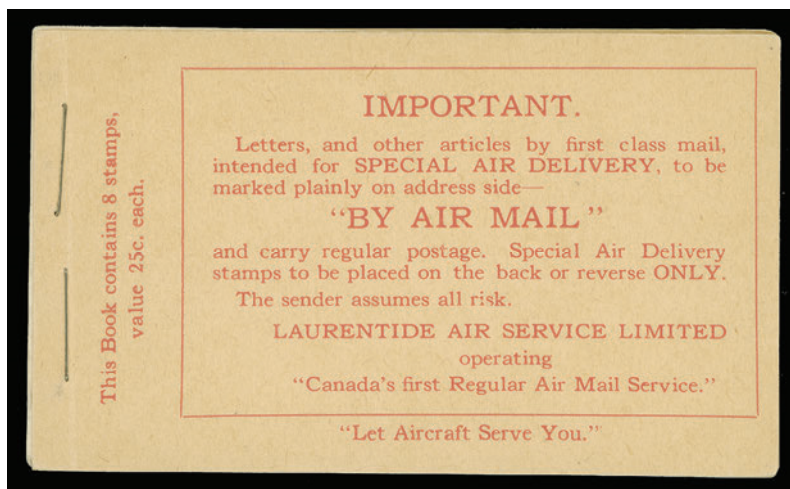 This Book contains 8 stamps,
value 25c. each.
IMPORTANT.
Letters, and other articles by first class mail,
intended for SPECIAL AIR DELIVERY, to be
marked plainly on address side—
"BY AIR MAIL"
and carry regular postage. Special Air Delivery
stamps to be placed on the back or reverse ONLY.
The sender assumes all risk.
LAURENTIDE AIR SERVICE LIMITED
operating
"Canada's first Regular Air Mail Service."
"Let Aircraft Serve You."